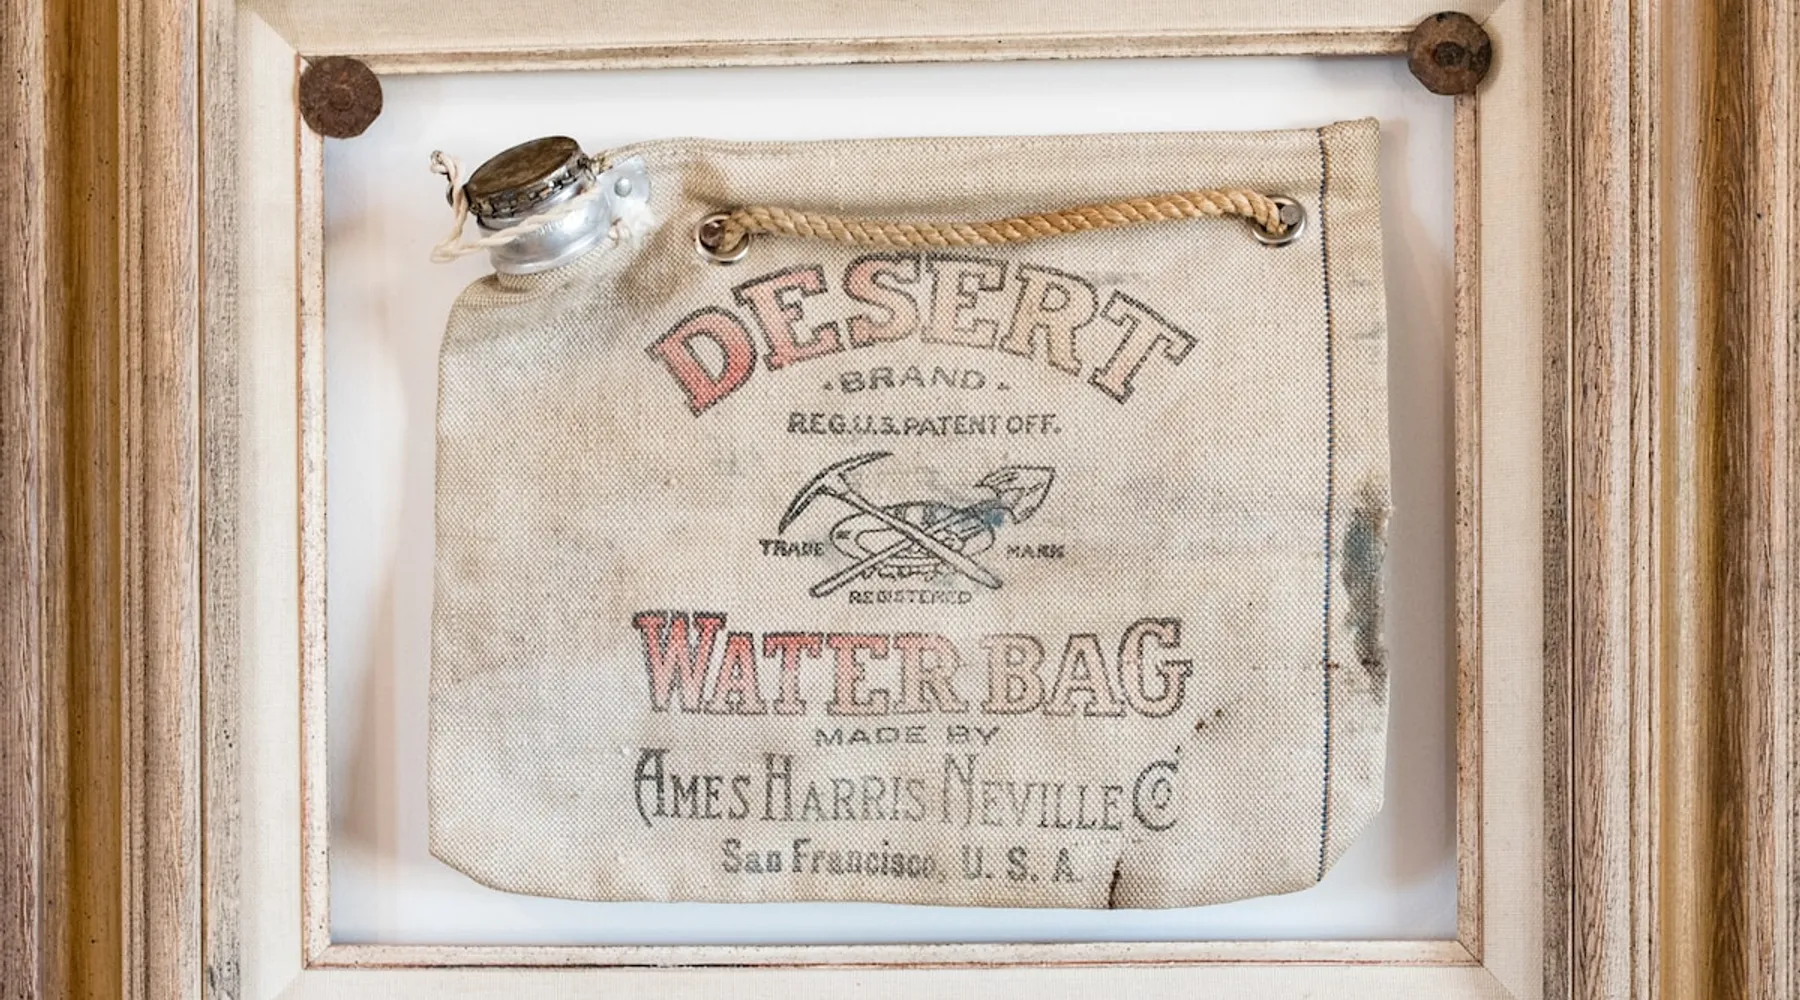 DESERT
· BRAND ·
REG. U.S. PATENT OFF.
TRADE MARK
REGISTERED
WATER BAG
MADE BY
AMES HARRIS NEVILLE CO
San Francisco, U. S. A.